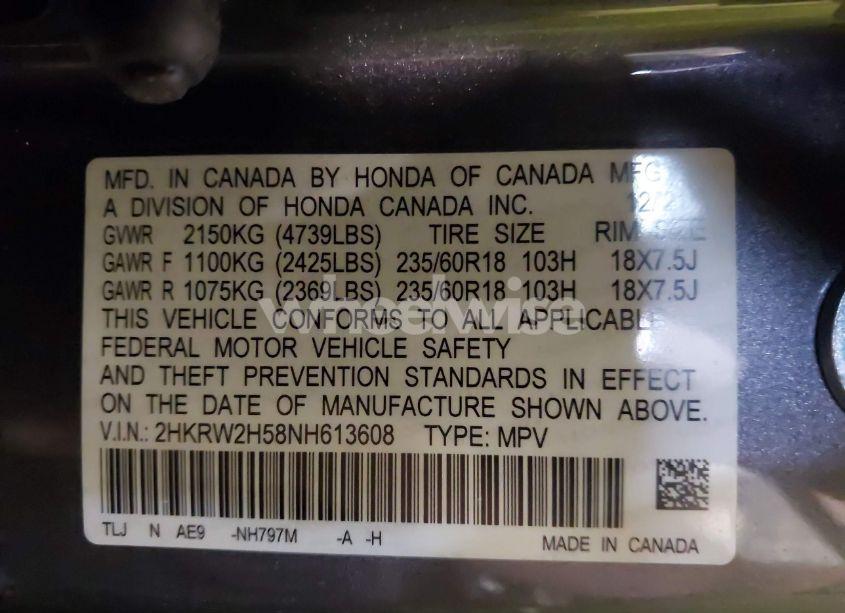 MFD. IN CANADA BY HONDA OF CANADA MFG
A DIVISION OF HONDA CANADA INC.
GVWR 2150KG (4739LBS) TIRE SIZE RIM SIZE
GAWR F 1100KG (2425LBS) 235/60R18 103H 18X7.5J
GAWR R 1075KG (2369LBS) 235/60R18 103H 18X7.5J
wheelwise
THIS VEHICLE CONFORMS TO ALL APPLICABLE
FEDERAL MOTOR VEHICLE SAFETY
AND THEFT PREVENTION STANDARDS IN EFFECT
ON THE DATE OF MANUFACTURE SHOWN ABOVE.
V.I.N.: 2HKRW2H58NH613608 TYPE: MPV
TLJ N AE9 -NH797M -A -H
MADE IN CANADA